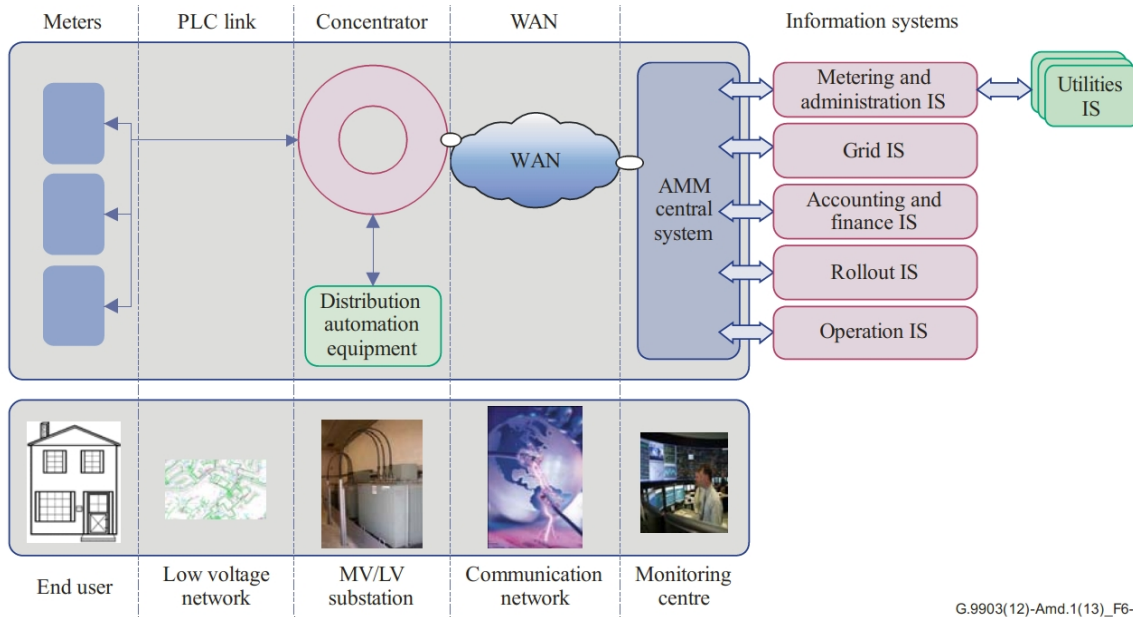 Meters
PLC link
Concentrator
WAN
Information systems
Metering and
administration IS
Utilities
IS
Grid IS
WAN
AMM
central
system
Accounting and
finance IS
Rollout IS
Distribution
automation
equipment
Operation IS
End user
Low voltage
network
MV/LV
substation
Communication
network
Monitoring
centre
G.9903(12)-Amd.1(13)_F6-